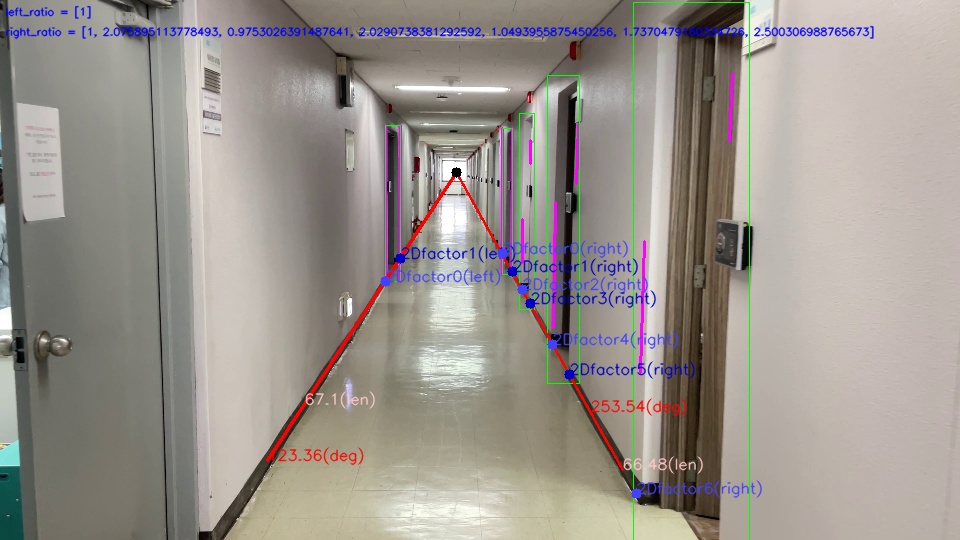 left_ratio = [1]
right_ratio = [1, 2.075895113778493, 0.9753026391487641, 2.0290738381292592, 1.0493955875450256, 2.500306988765673]
2Dfactor1(left)
2Dfactor0(right)
2Dfactor0(left)
2Dfactor1(right)
2Dfactor2(right)
2Dfactor3(right)
2Dfactor4(right)
2Dfactor5(right)
67.1(len)
253.54(deg)
23.36(deg)
66.48(len)
2Dfactor6(right)